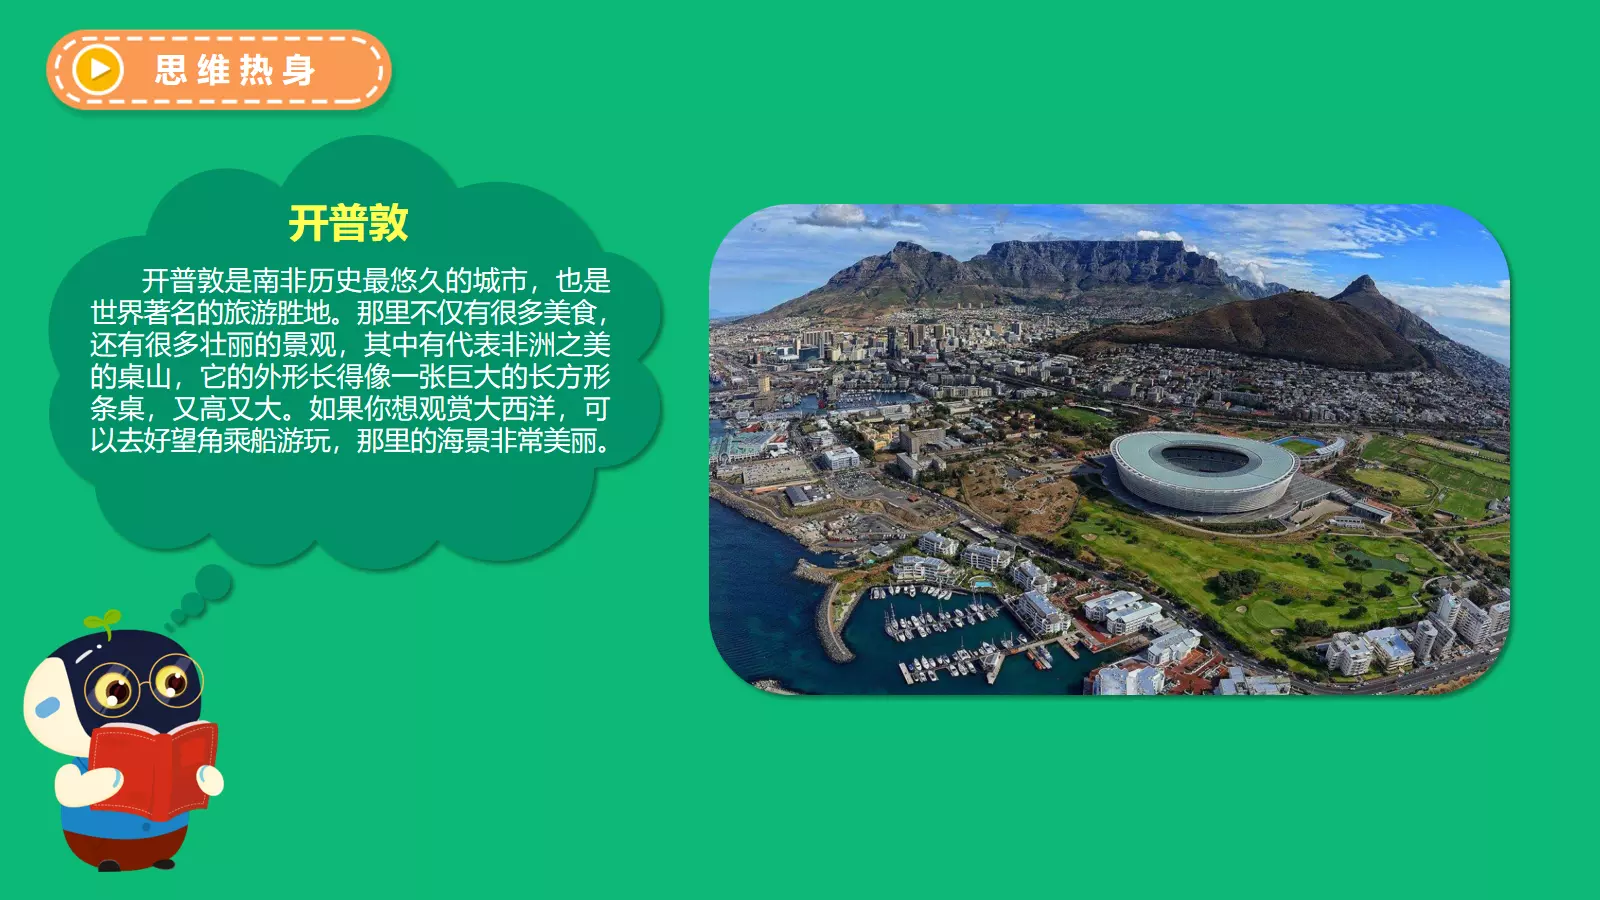 思维热身
开普敦
开普敦是南非历史最悠久的城市，也是
世界著名的旅游胜地。那里不仅有很多美食，
还有很多壮丽的景观，其中有代表非洲之美
的桌山，它的外形长得像一张巨大的长方形
条桌，又高又大。如果你想观赏大西洋，可
以去好望角乘船游玩，那里的海景非常美丽。